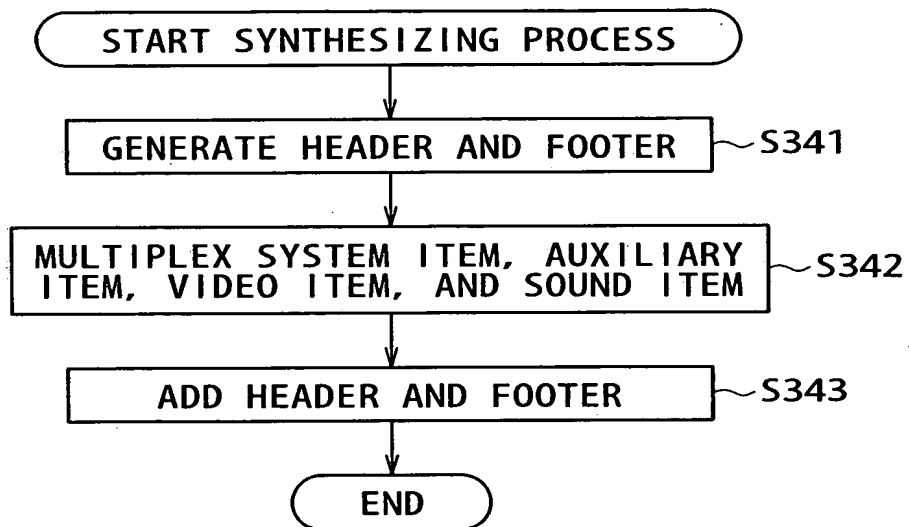 START SYNTHESIZING PROCESS
GENERATE HEADER AND FOOTER
S341
MULTIPLEX SYSTEM ITEM, AUXILIARY
ITEM, VIDEO ITEM, AND SOUND ITEM
S342
ADD HEADER AND FOOTER
S343
END